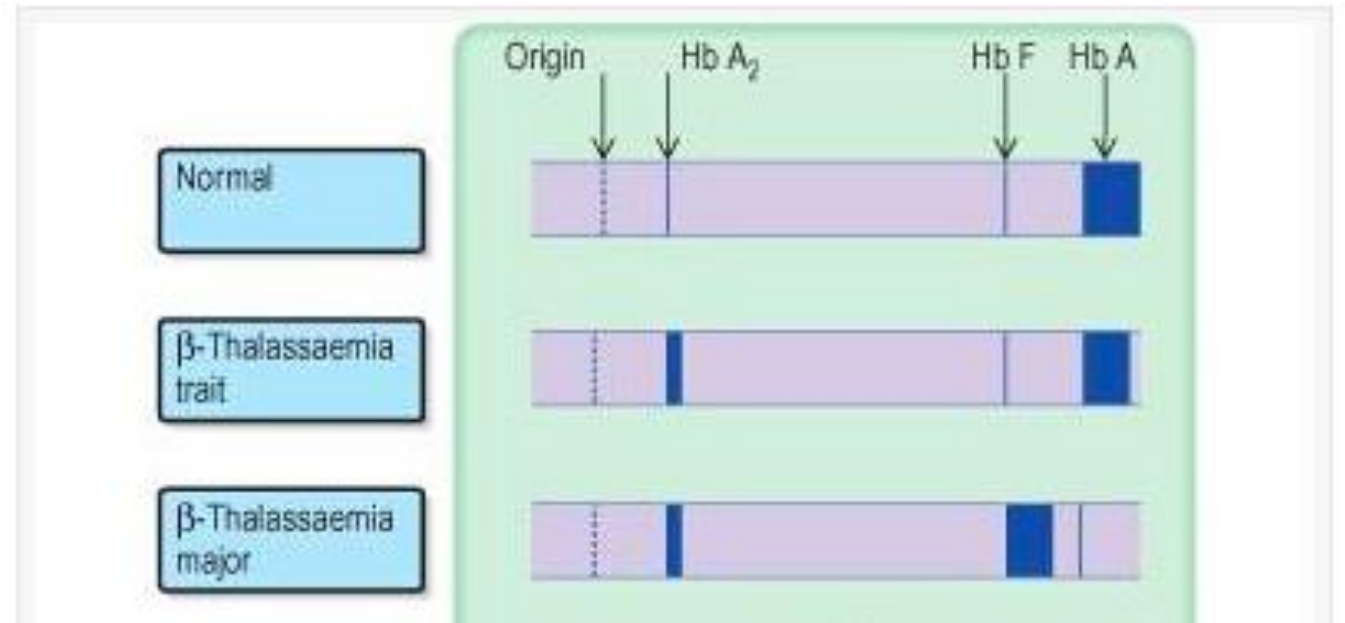 Origin Hb A₂ Hb F Hb A
Normal
β-Thalassaemia
trait
β-Thalassaemia
major